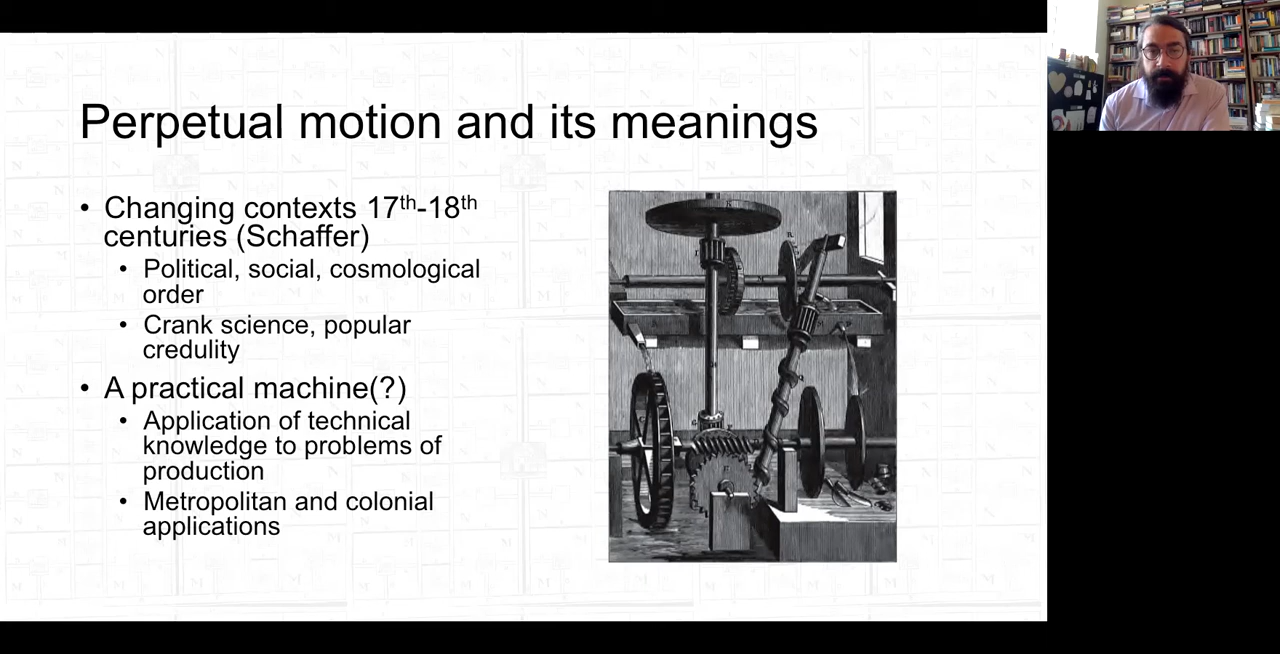 Perpetual motion and its meanings
• Changing contexts 17th-18th
centuries (Schaffer)
• Political, social, cosmological
order
• Crank science, popular
credulity
• A practical machine(?)
• Application of technical
knowledge to problems of
production
• Metropolitan and colonial
applications